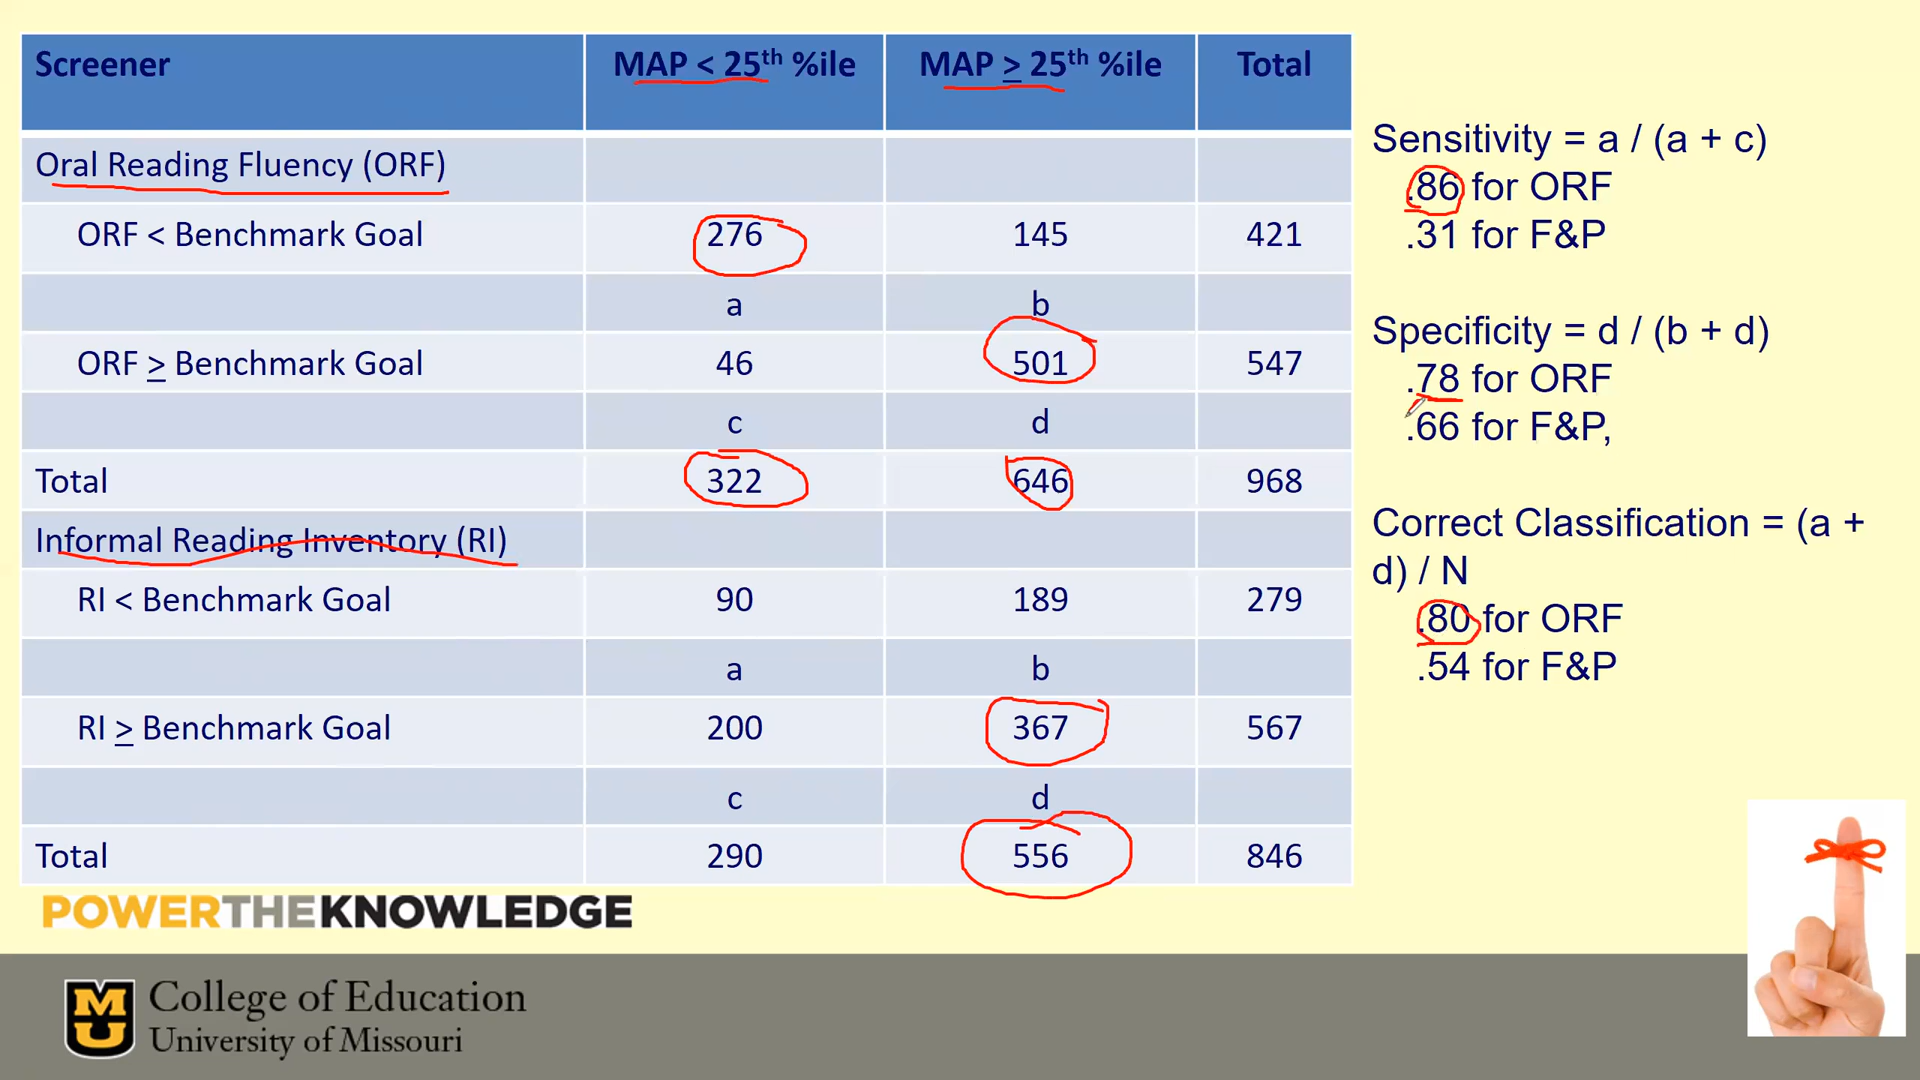 Screener MAP < 25th %ile MAP ≥ 25th %ile Total
Oral Reading Fluency (ORF)
ORF < Benchmark Goal 276 145 421
a b
ORF ≥ Benchmark Goal 46 501 547
c d
Total 322 646 968
Informal Reading Inventory (RI)
RI < Benchmark Goal 90 189 279
a b
RI ≥ Benchmark Goal 200 367 567
c d
Total 290 556 846
Sensitivity = a / (a + c)
.86 for ORF
.31 for F&P
Specificity = d / (b + d)
.78 for ORF
.66 for F&P,
Correct Classification = (a +
d) / N
.80 for ORF
.54 for F&P
POWERTHEKNOWLEDGE
MU
College of Education
University of Missouri